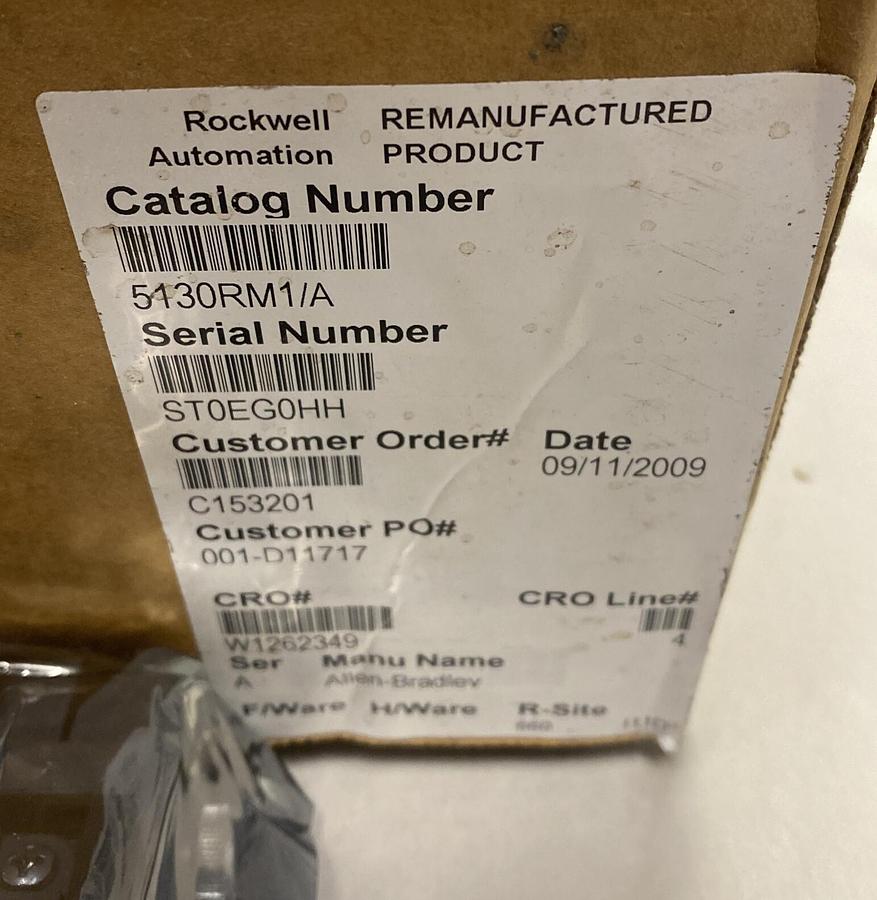 Rockwell REMANUFACTURED
Automation PRODUCT
Catalog Number
5130RM1/A
Serial Number
ST0EG0HH
Customer Order# Date
09/11/2009
C153201
Customer PO#
001-D11717
CRO# CRO Line#
W1262349 4
Ser Manu Name
A Allen-Bradley
F/Ware H/Ware R-Site